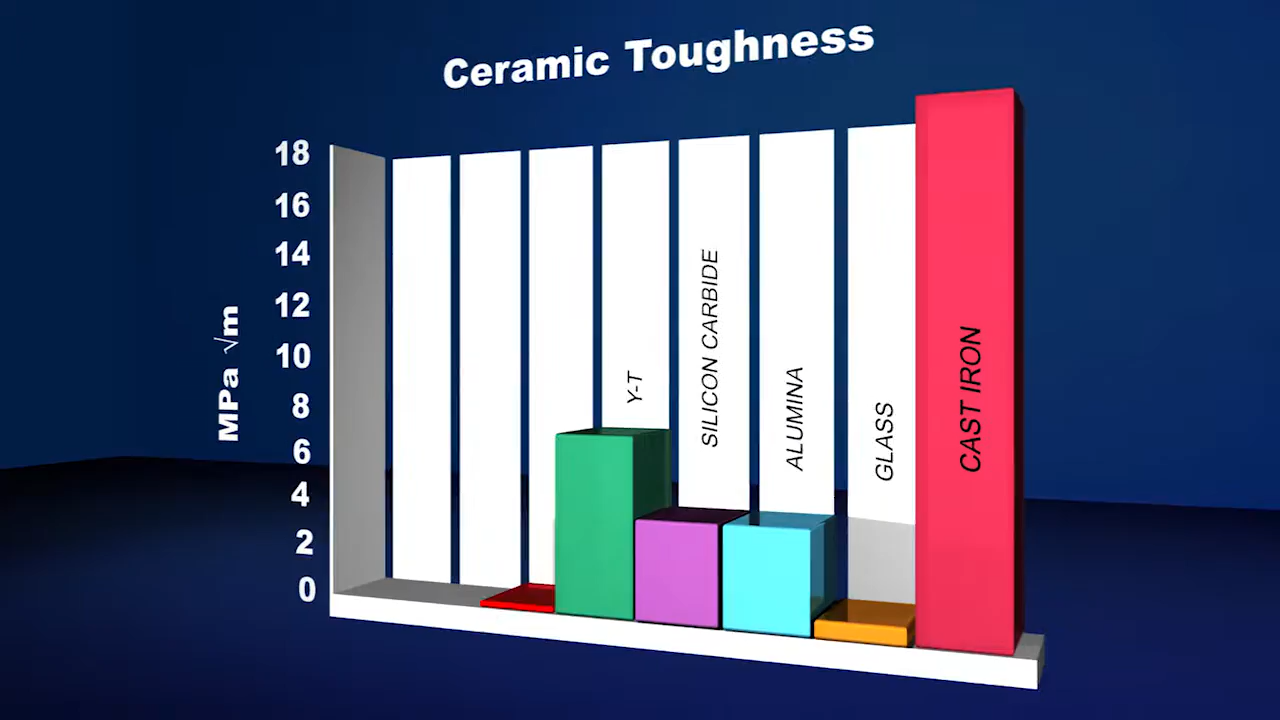 Ceramic Toughness
18
16
14
12
10
8
6
4
2
0
MPa √m
Y-T
SILICON CARBIDE
ALUMINA
GLASS
CAST IRON